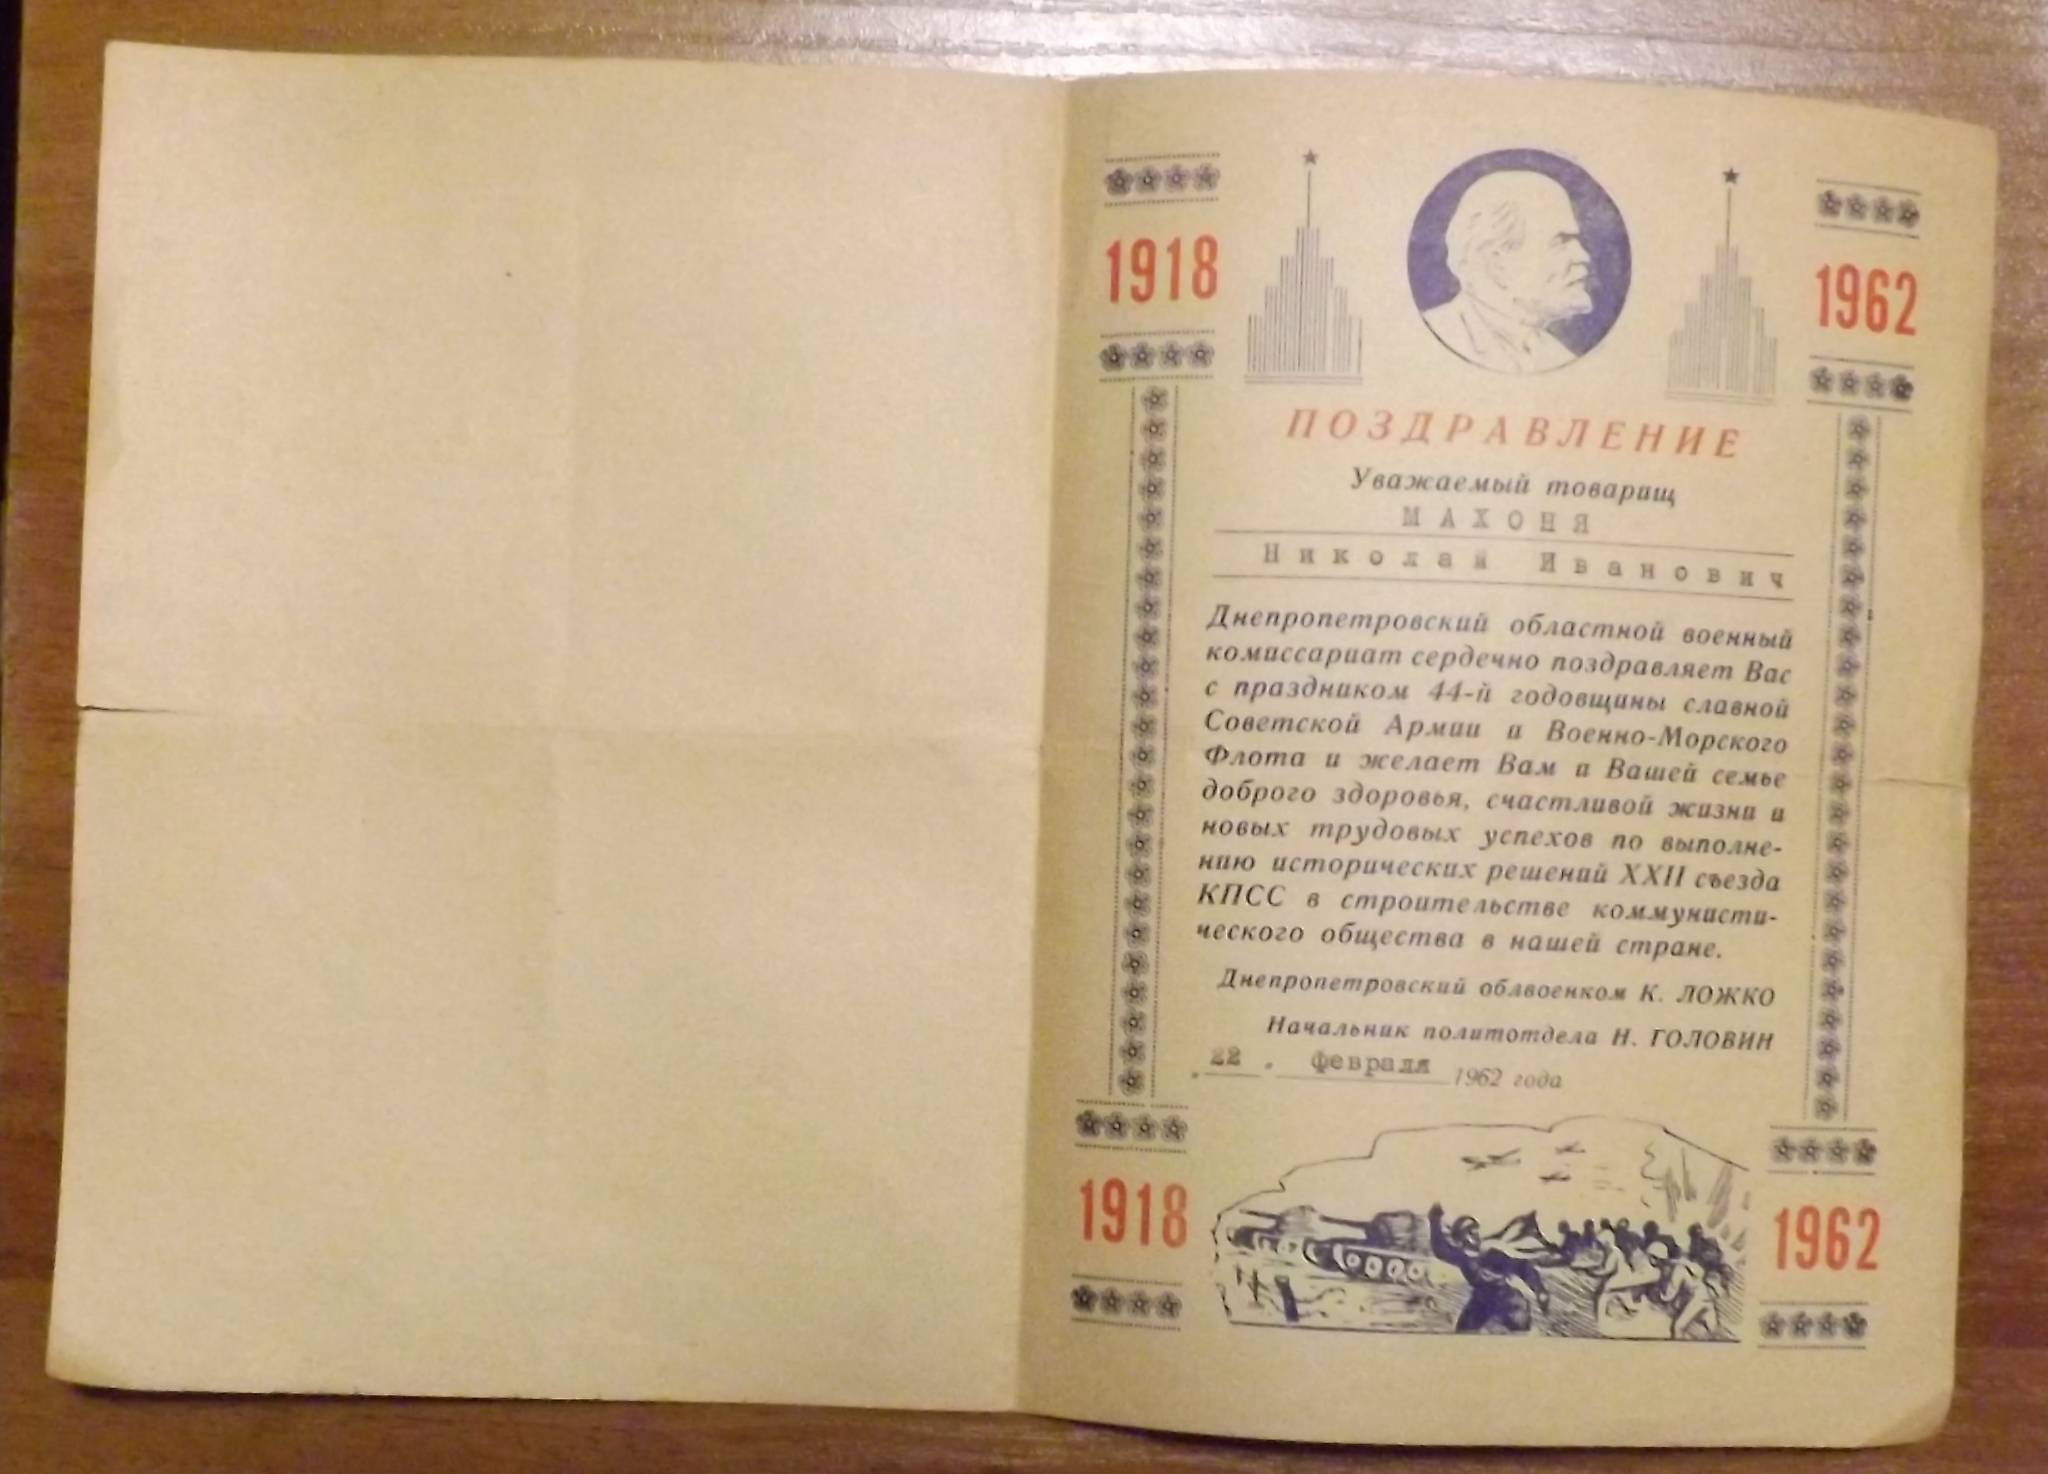 1918
1962
ПОЗДРАВЛЕНИЕ
Уважаемый товарищ
МАХОНЯ
Николай Иванович
Днепропетровский областной военный
комиссариат сердечно поздравляет Вас
с праздником 44-й годовщины славной
Советской Армии и Военно-Морского
Флота и желает Вам и Вашей семье
доброго здоровья, счастливой жизни и
новых трудовых успехов по выполне-
нию исторических решений XXII съезда
КПСС в строительстве коммунисти-
ческого общества в нашей стране.
Днепропетровский облвоенком К. ЛОЖКО
Начальник политотдела Н. ГОЛОВИН
„22“ февраля 1962 года
1918
1962